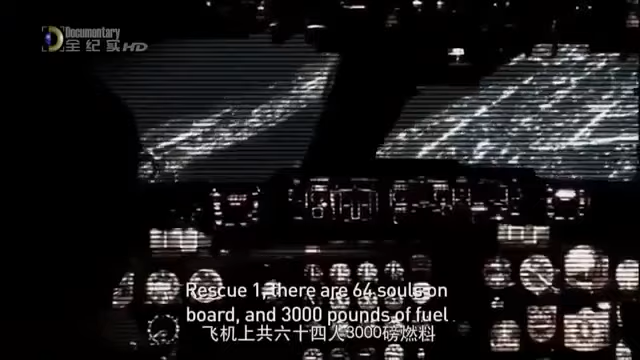 Documentary
全纪实HD
Rescue 1, there are 64 souls on
board, and 3000 pounds of fuel
飞机上共六十四人3000磅燃料